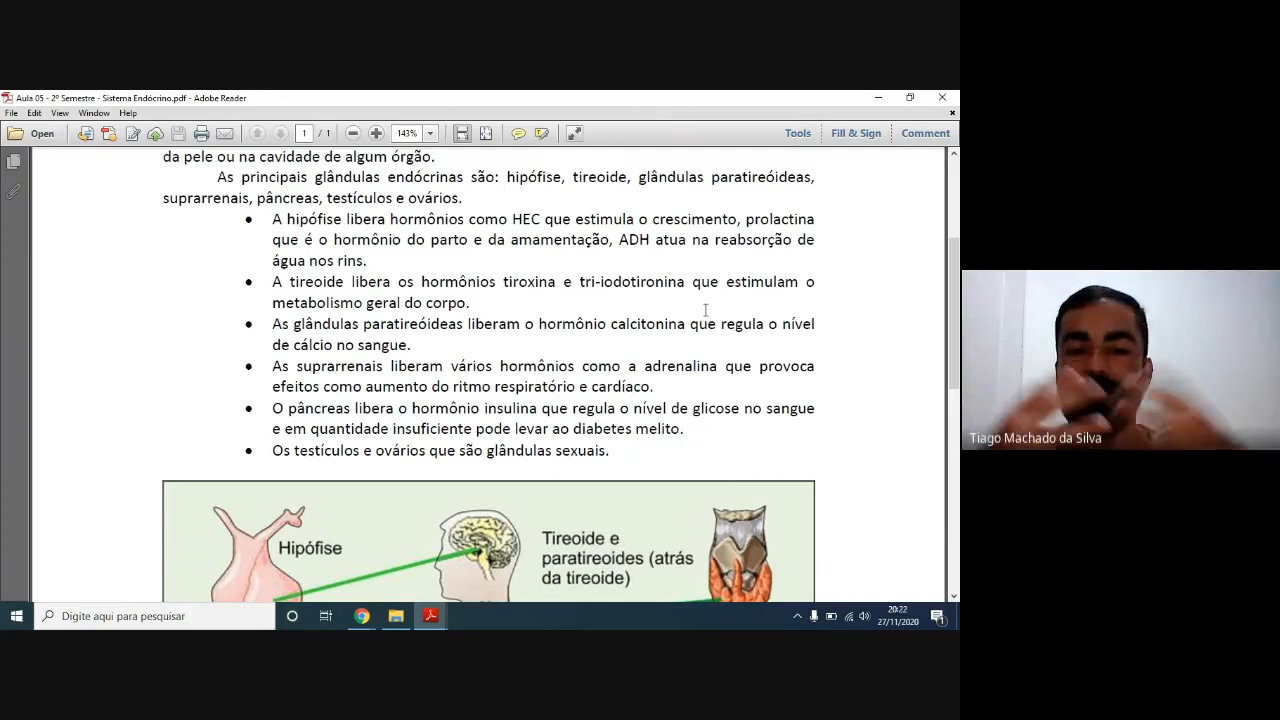 Aula 05 - 2º Semestre - Sistema Endócrino.pdf - Adobe Reader
File Edit View Window Help
Open 1 / 1 143% Tools Fill & Sign Comment
da pele ou na cavidade de algum órgão.
As principais glândulas endócrinas são: hipófise, tireoide, glândulas paratireóideas,
suprarrenais, pâncreas, testículos e ovários.
• A hipófise libera hormônios como HEC que estimula o crescimento, prolactina
que é o hormônio do parto e da amamentação, ADH atua na reabsorção de
água nos rins.
• A tireoide libera os hormônios tiroxina e tri-iodotironina que estimulam o
metabolismo geral do corpo.
• As glândulas paratireóideas liberam o hormônio calcitonina que regula o nível
de cálcio no sangue.
• As suprarrenais liberam vários hormônios como a adrenalina que provoca
efeitos como aumento do ritmo respiratório e cardíaco.
• O pâncreas libera o hormônio insulina que regula o nível de glicose no sangue
e em quantidade insuficiente pode levar ao diabetes melito.
• Os testículos e ovários que são glândulas sexuais.
Hipófise
Tireoide e
paratireoides (atrás
da tireoide)
Tiago Machado da Silva
Digite aqui para pesquisar
20:22
27/11/2020
1